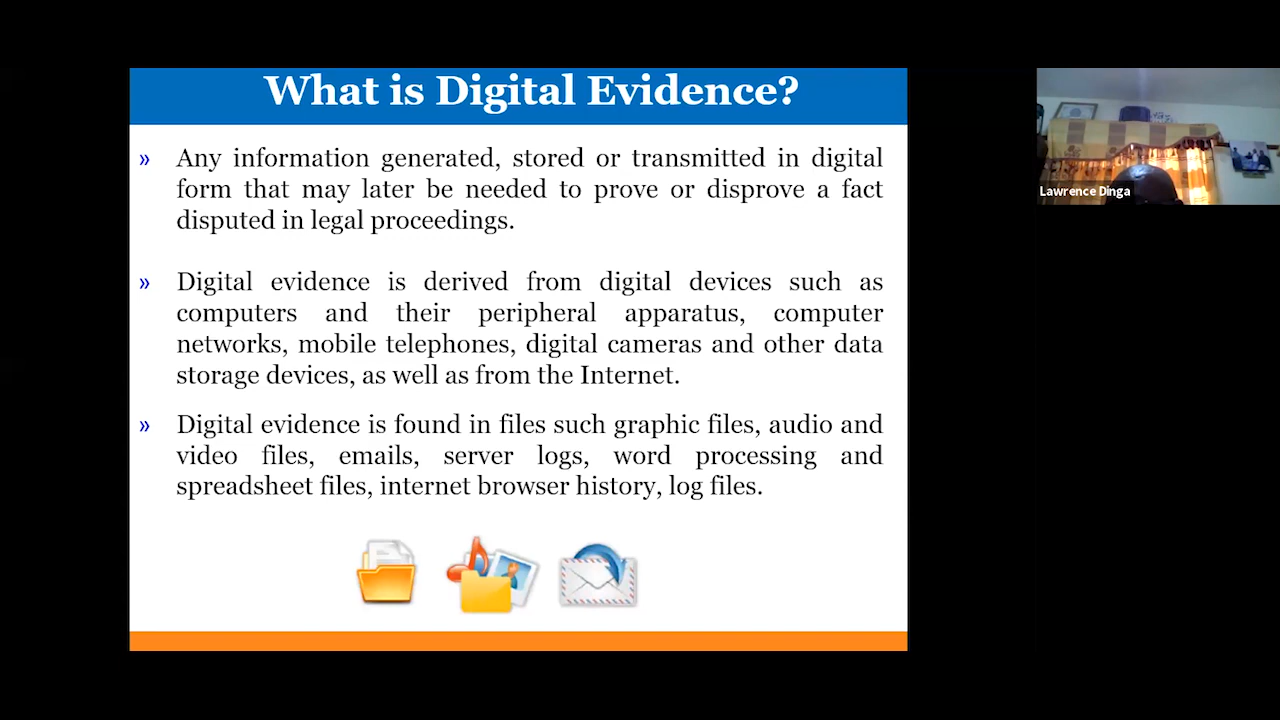 What is Digital Evidence?
» Any information generated, stored or transmitted in digital
form that may later be needed to prove or disprove a fact
disputed in legal proceedings.
» Digital evidence is derived from digital devices such as
computers and their peripheral apparatus, computer
networks, mobile telephones, digital cameras and other data
storage devices, as well as from the Internet.
» Digital evidence is found in files such graphic files, audio and
video files, emails, server logs, word processing and
spreadsheet files, internet browser history, log files.
Lawrence Dinga